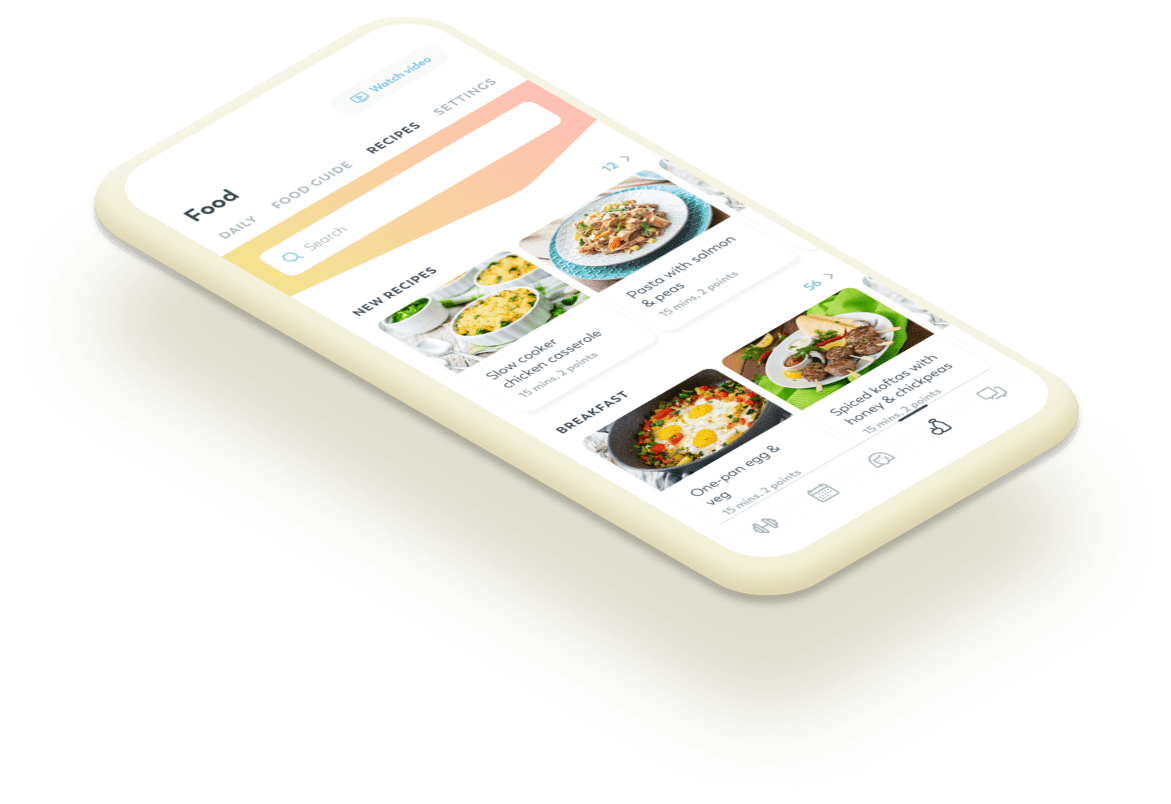 Watch video
Food
DAILY FOOD GUIDE RECIPES SETTINGS
Search
NEW RECIPES 12
Slow cooker
chicken casserole
15 mins, 2 points
Pasta with salmon
& peas
15 mins, 2 points
BREAKFAST 56
One-pan egg &
veg
15 mins, 2 points
Spiced koftas with
honey & chickpeas
15 mins, 2 points